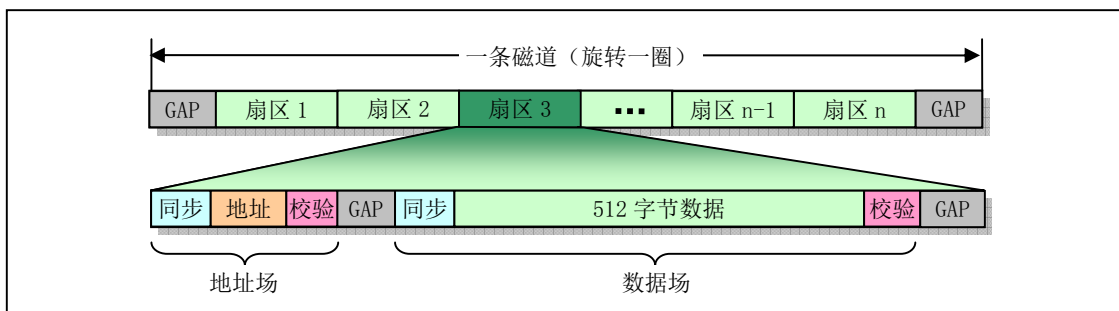 一条磁道（旋转一圈）
GAP 扇区 1 扇区 2 扇区 3 ••• 扇区 n-1 扇区 n GAP
同步 地址 校验 GAP 同步 512 字节数据 校验 GAP
地址场 数据场